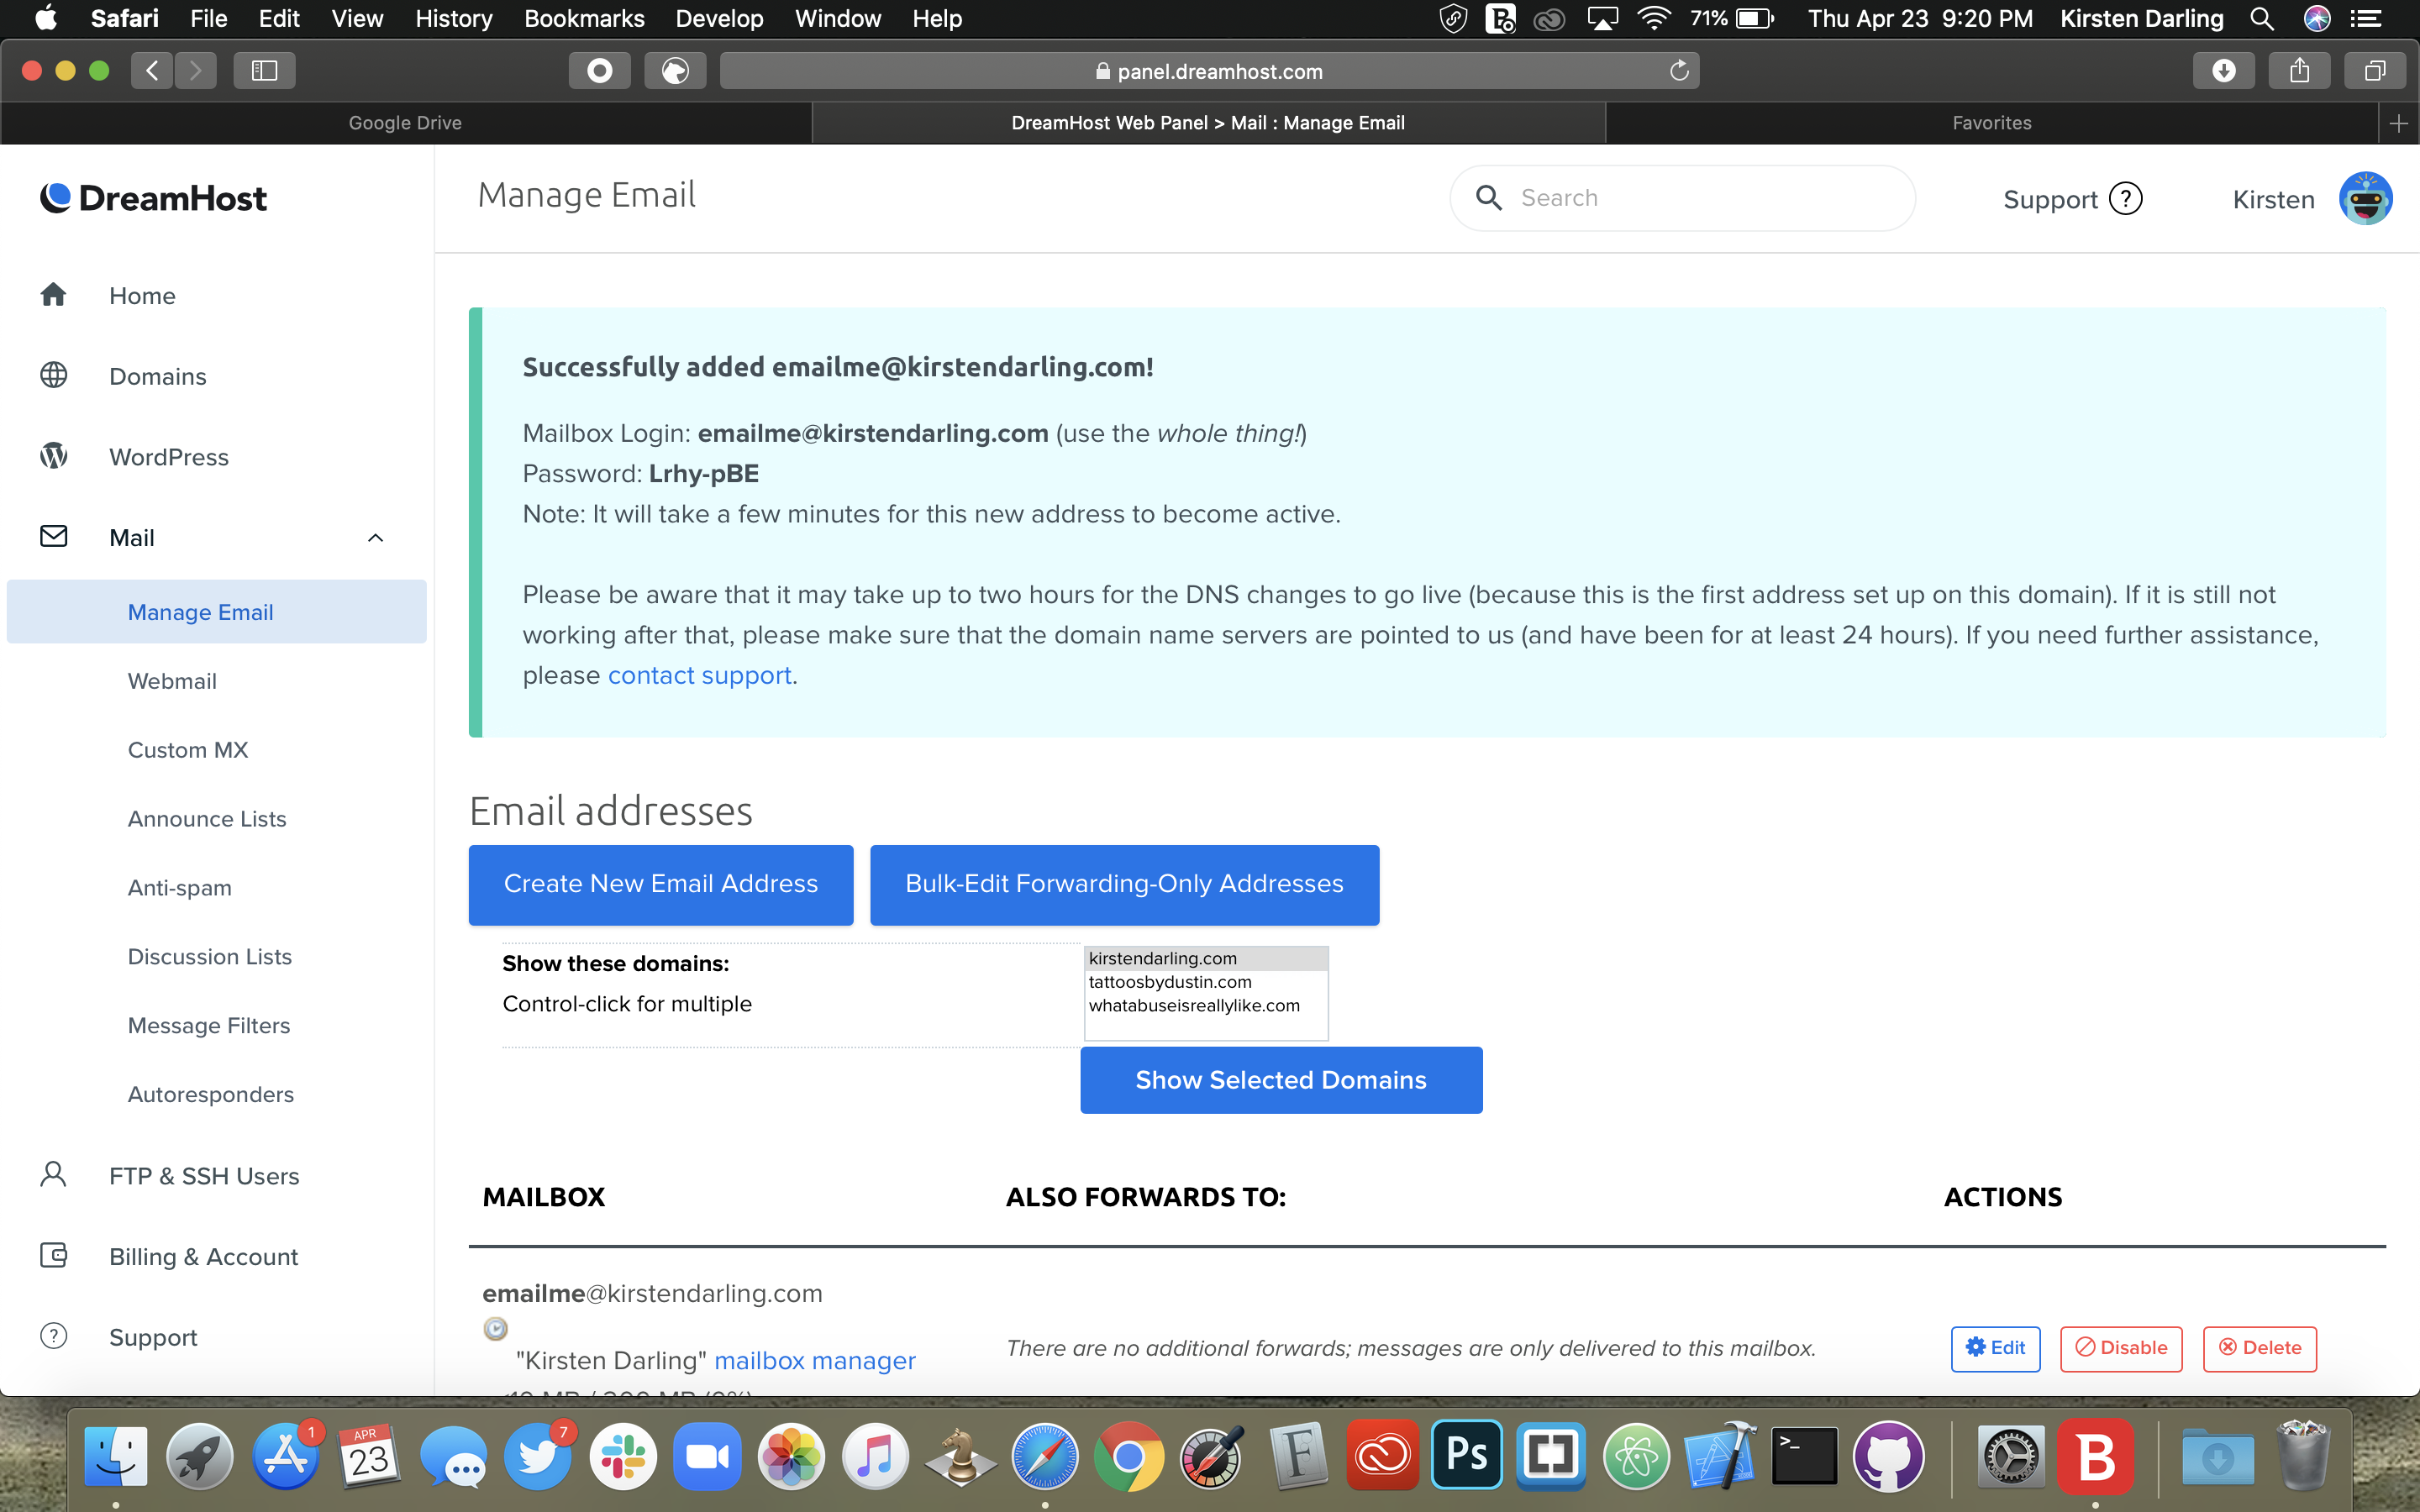 Safari File Edit View History Bookmarks Develop Window Help 71% Thu Apr 23 9:20 PM Kirsten Darling
panel.dreamhost.com
Google Drive DreamHost Web Panel > Mail : Manage Email Favorites
DreamHost
Manage Email
Search
Support ?
Kirsten
Home
Domains
WordPress
Mail
Manage Email
Webmail
Custom MX
Announce Lists
Anti-spam
Discussion Lists
Message Filters
Autoresponders
FTP & SSH Users
Billing & Account
? Support
Successfully added emailme@kirstendarling.com!
Mailbox Login: emailme@kirstendarling.com (use the whole thing!)
Password: Lrhy-pBE
Note: It will take a few minutes for this new address to become active.
Please be aware that it may take up to two hours for the DNS changes to go live (because this is the first address set up on this domain). If it is still not
working after that, please make sure that the domain name servers are pointed to us (and have been for at least 24 hours). If you need further assistance,
please contact support.
Email addresses
Create New Email Address
Bulk-Edit Forwarding-Only Addresses
Show these domains:
Control-click for multiple
kirstendarling.com
tattoosbydustin.com
whatabuseisreallylike.com
Show Selected Domains
MAILBOX ALSO FORWARDS TO: ACTIONS
emailme@kirstendarling.com
"Kirsten Darling" mailbox manager
There are no additional forwards; messages are only delivered to this mailbox.
Edit Disable Delete
1
APR
23
7
F
Ps
>_
B